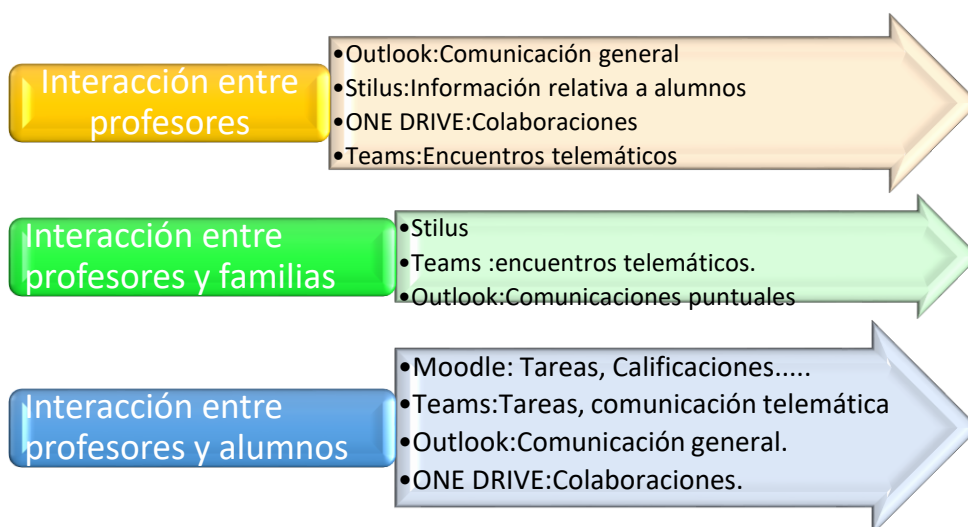 Interacción entre
profesores
•Outlook:Comunicación general
•Stilus:Información relativa a alumnos
•ONE DRIVE:Colaboraciones
•Teams:Encuentros telemáticos
Interacción entre
profesores y familias
•Stilus
•Teams :encuentros telemáticos.
•Outlook:Comunicaciones puntuales
Interacción entre
profesores y alumnos
•Moodle: Tareas, Calificaciones.....
•Teams:Tareas, comunicación telemática
•Outlook:Comunicación general.
•ONE DRIVE:Colaboraciones.